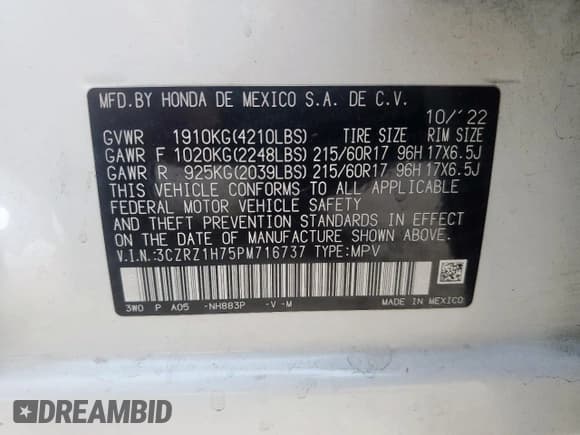 MFD.BY HONDA DE MEXICO S.A. DE C.V.
10/'22
GVWR 1910KG(4210LBS) TIRE SIZE RIM SIZE
GAWR F 1020KG(2248LBS) 215/60R17 96H 17X6.5J
GAWR R 925KG(2039LBS) 215/60R17 96H 17X6.5J
THIS VEHICLE CONFORMS TO ALL APPLICABLE
FEDERAL MOTOR VEHICLE SAFETY
AND THEFT PREVENTION STANDARDS IN EFFECT
ON THE DATE OF MANUFACTURE SHOWN ABOVE.
V.I.N.:3CZRZ1H75PM716737 TYPE:MPV
3W0 P A05 -NH883P -V-M MADE IN MEXICO
DREAMBID